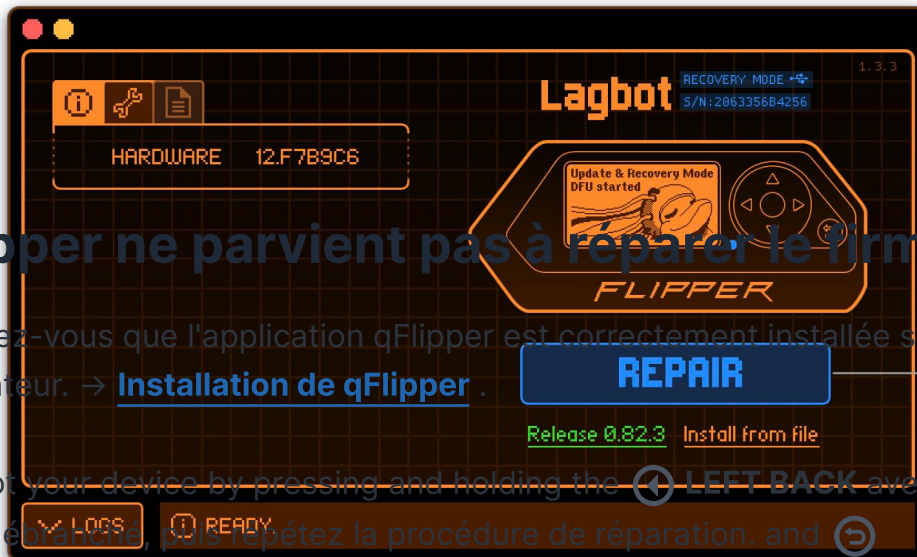 1.3.3
Lagbot
RECOVERY MODE
S/N:2063356B4256
HARDWARE 12.F7B9C6
Update & Recovery Mode
DFU started
pper ne parvient pas à réparer le firm
FLIPPER
ez-vous que l'application qFlipper est correctement installée s
ateur. → Installation de qFlipper .
REPAIR
Release 0.82.3 Install from file
ot your device by pressing and holding the LEFT BACK ave
LOGS READY
ébranché, puis répétez la procédure de réparation. and